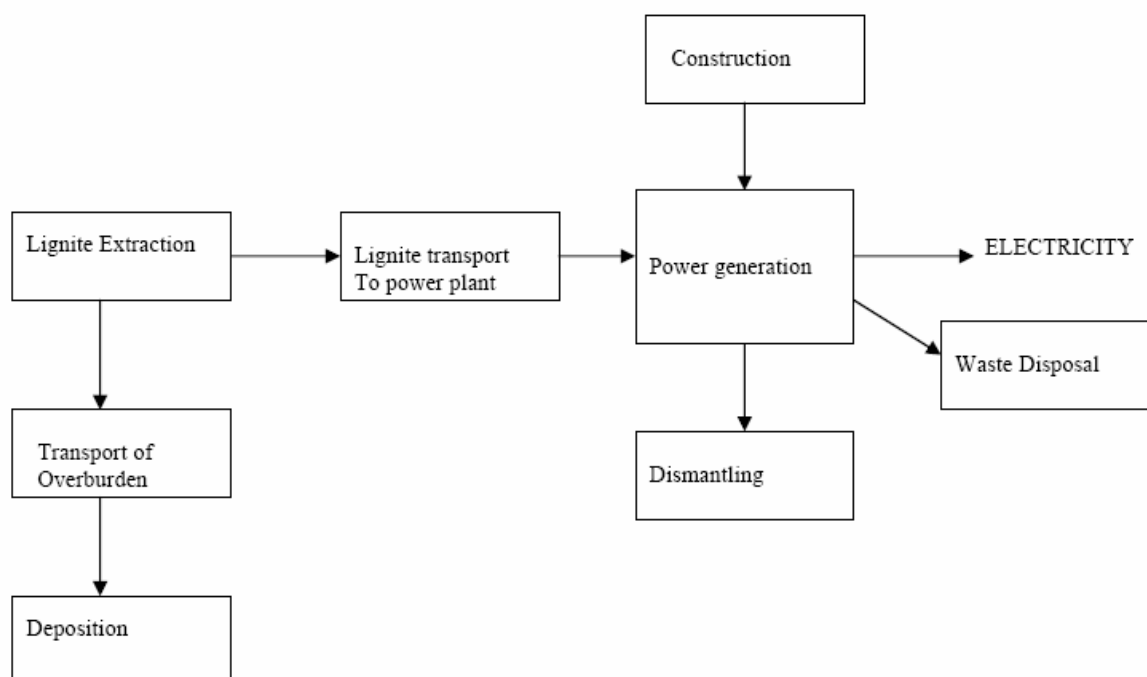 Construction
Lignite Extraction
Lignite transport
To power plant
Power generation
ELECTRICITY
Waste Disposal
Transport of
Overburden
Dismantling
Deposition